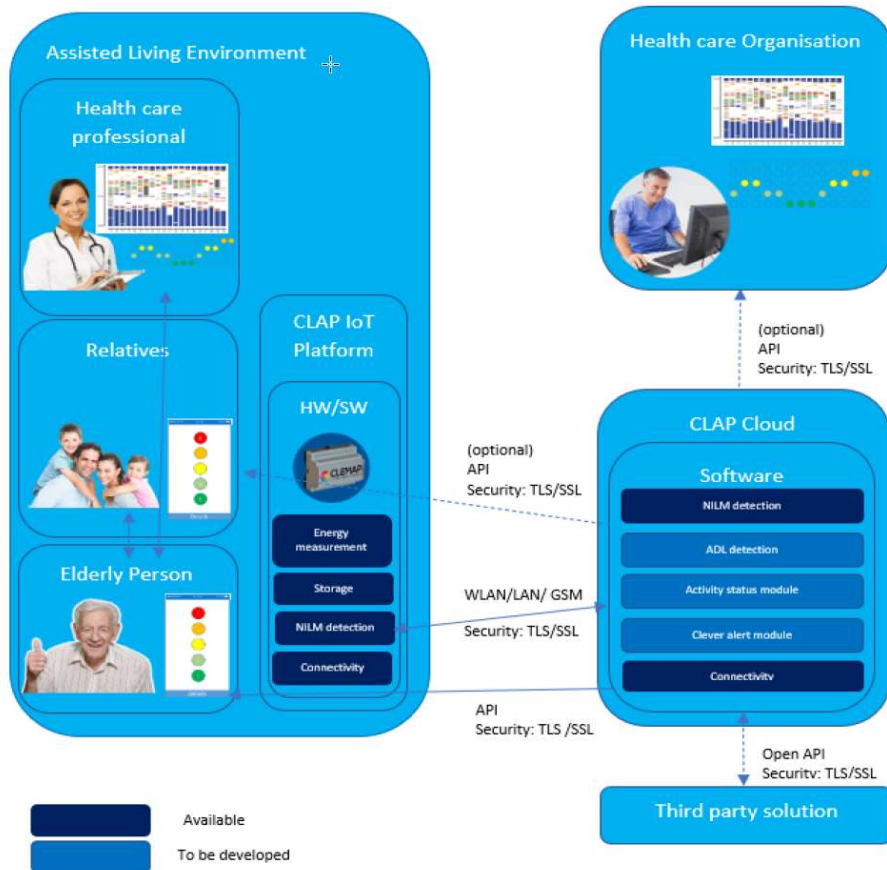 Assisted Living Environment
Health care
professional
Relatives
Elderly Person
CLAP IoT
Platform
HW/SW
CLEMAP
Energy
measurement
Storage
NILM detection
Connectivity
Health care Organisation
(optional)
API
Security: TLS/SSL
(optional)
API
Security: TLS/SSL
WLAN/LAN/ GSM
Security: TLS/SSL
API
Security: TLS /SSL
CLAP Cloud
Software
NILM detection
ADL detection
Activity status module
Clever alert module
Connectivity
Open API
Security: TLS/SSL
Third party solution
Available
To be developed